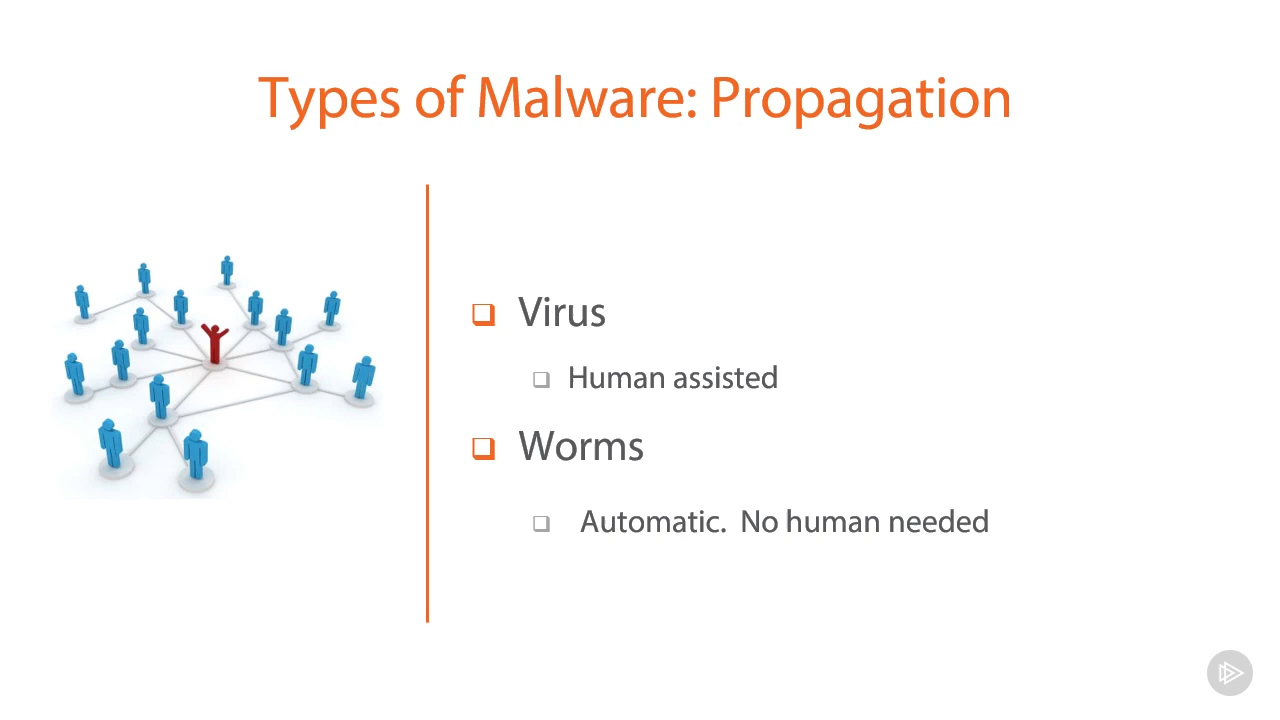 Types of Malware: Propagation
Virus
Human assisted
Worms
Automatic. No human needed